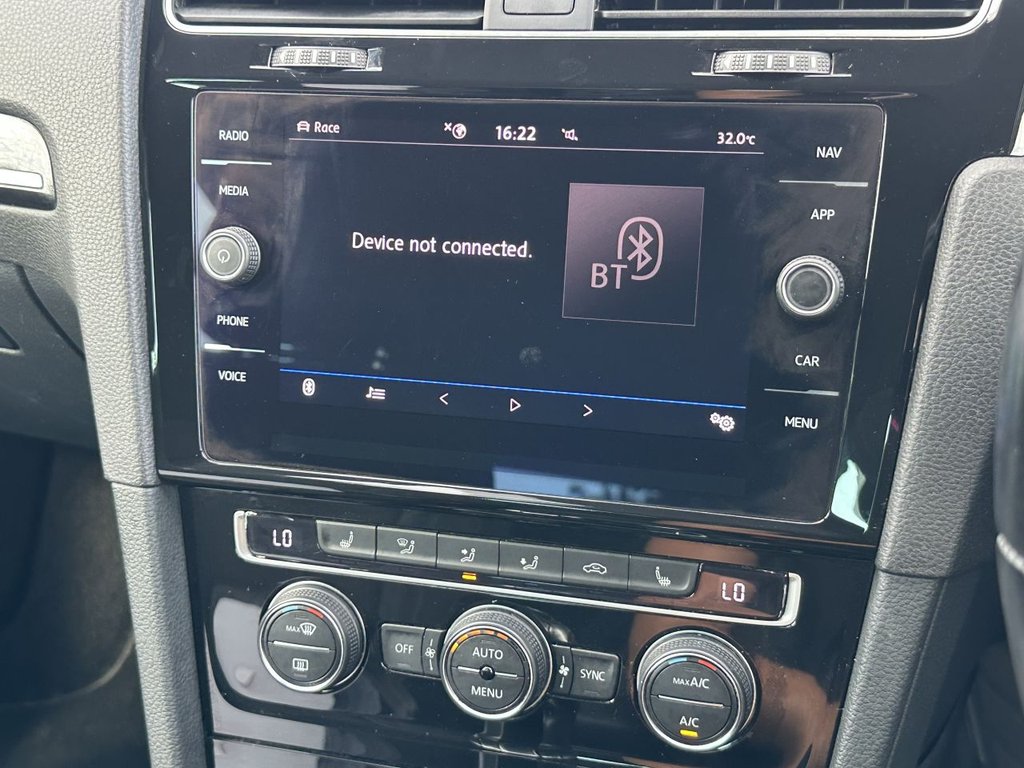 RADIO
MEDIA
PHONE
VOICE
Race 16:22 32.0°C
Device not connected.
BT
NAV
APP
CAR
MENU
LO
LO
MAX
OFF
AUTO
MENU
SYNC
MAX A/C
A/C